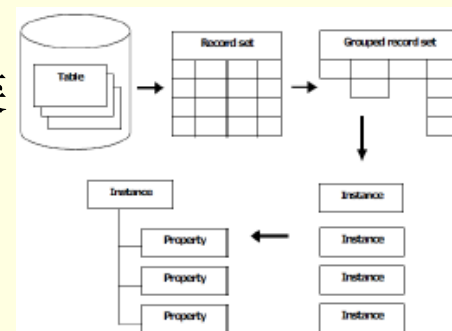 Record set
Grouped record set
Table
Instance
Instance
Property
Instance
Property
Instance
Property
Instance